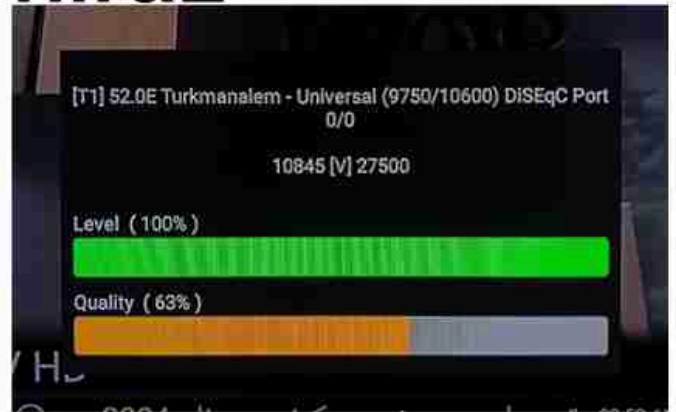 [T1] 52.0E Turkmanalem - Universal (9750/10600) DiSEqC Port
0/0
10845 [V] 27500
Level ( 100% )
Quality ( 63% )